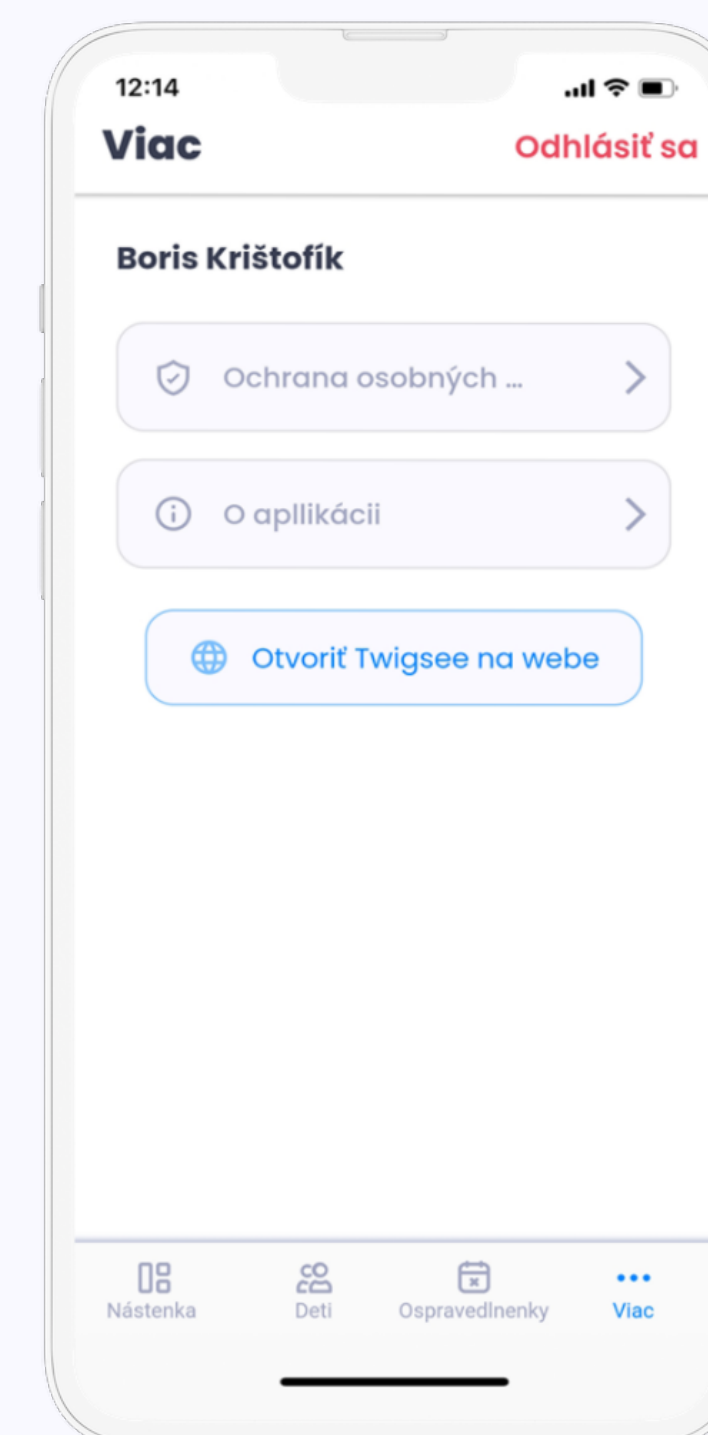 12:14
Viac
Odhlásiť sa
Boris Krištofík
Ochrana osobných ...
O apllikácii
Otvoriť Twigsee na webe
Nástenka
Deti
Ospravedlnenky
Viac